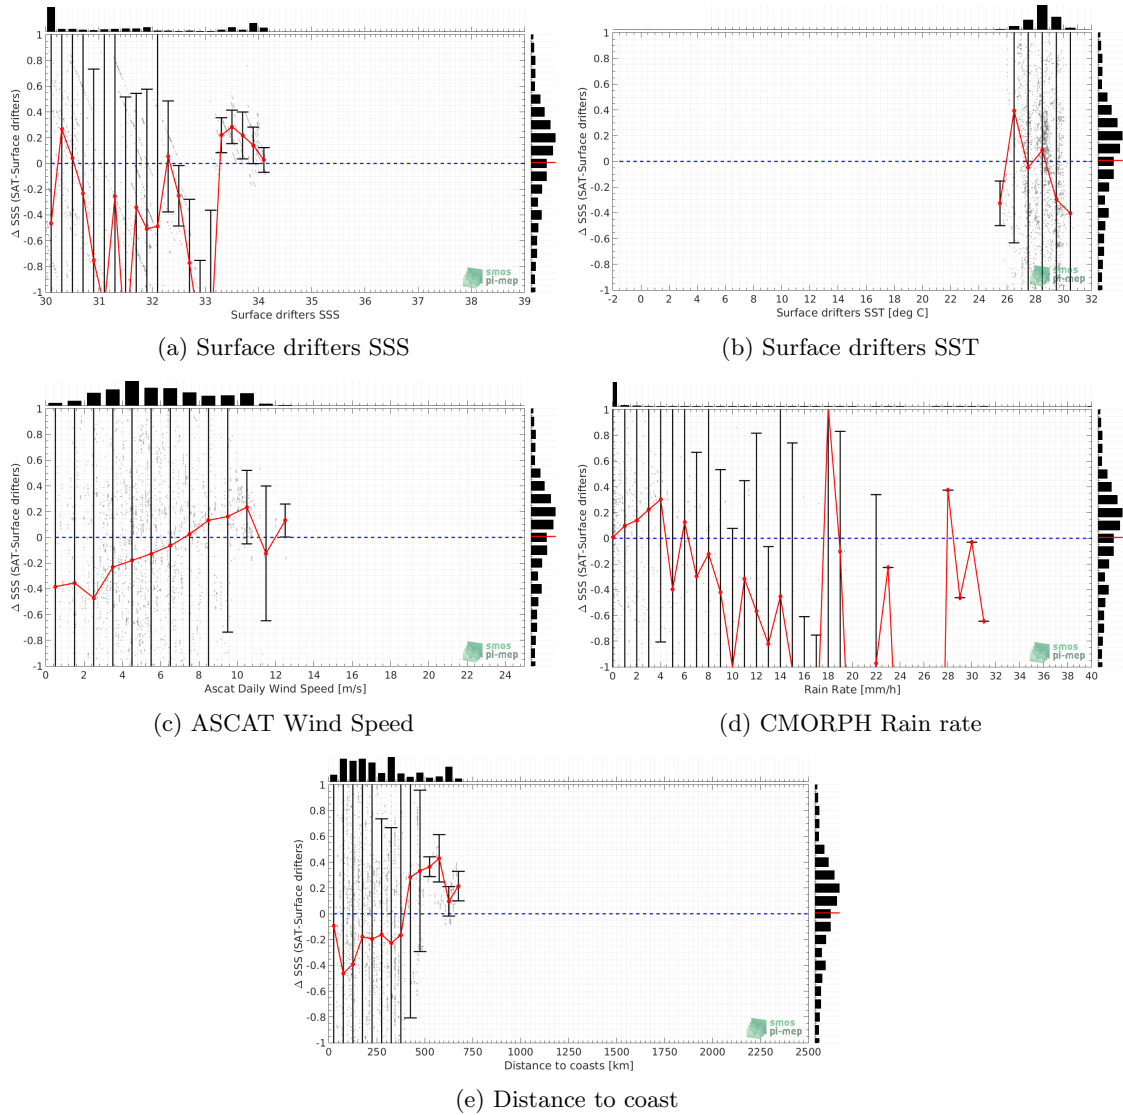 1
0.8
0.6
0.4
0.2
0
-0.2
-0.4
-0.6
-0.8
-1
Δ SSS (SAT-Surface drifters)
smos
pi-mep
30 31 32 33 34 35 36 37 38 39
Surface drifters SSS
(a) Surface drifters SSS
1
0.8
0.6
0.4
0.2
0
-0.2
-0.4
-0.6
-0.8
-1
Δ SSS (SAT-Surface drifters)
smos
pi-mep
-2 0 2 4 6 8 10 12 14 16 18 20 22 24 26 28 30 32
Surface drifters SST [deg C]
(b) Surface drifters SST
1
0.8
0.6
0.4
0.2
0
-0.2
-0.4
-0.6
-0.8
-1
Δ SSS (SAT-Surface drifters)
smos
pi-mep
0 2 4 6 8 10 12 14 16 18 20 22 24
Ascat Daily Wind Speed [m/s]
(c) ASCAT Wind Speed
1
0.8
0.6
0.4
0.2
0
-0.2
-0.4
-0.6
-0.8
-1
Δ SSS (SAT-Surface drifters)
smos
pi-mep
0 2 4 6 8 10 12 14 16 18 20 22 24 26 28 30 32 34 36 38 40
Rain Rate [mm/h]
(d) CMORPH Rain rate
1
0.8
0.6
0.4
0.2
0
-0.2
-0.4
-0.6
-0.8
-1
Δ SSS (SAT-Surface drifters)
smos
pi-mep
0 250 500 750 1000 1250 1500 1750 2000 2250 2500
Distance to coasts [km]
(e) Distance to coast